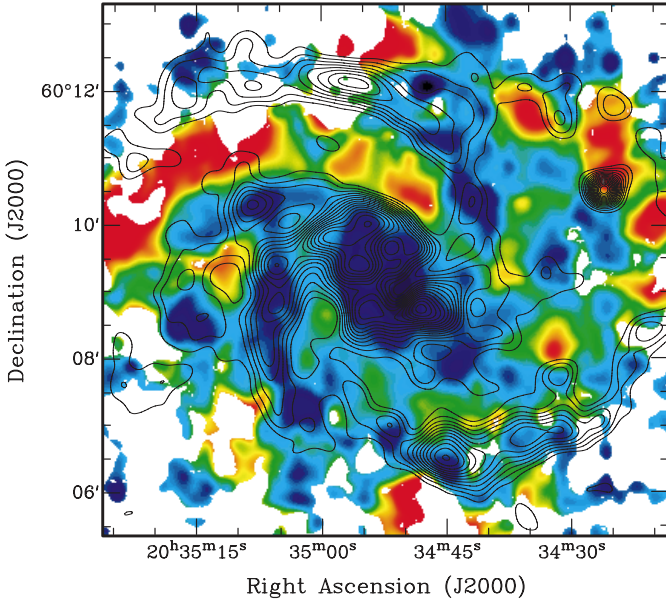 60°12′
10′
08′
06′
Declination (J2000)
20ʰ35ᵐ15ˢ 35ᵐ00ˢ 34ᵐ45ˢ 34ᵐ30ˢ
Right Ascension (J2000)